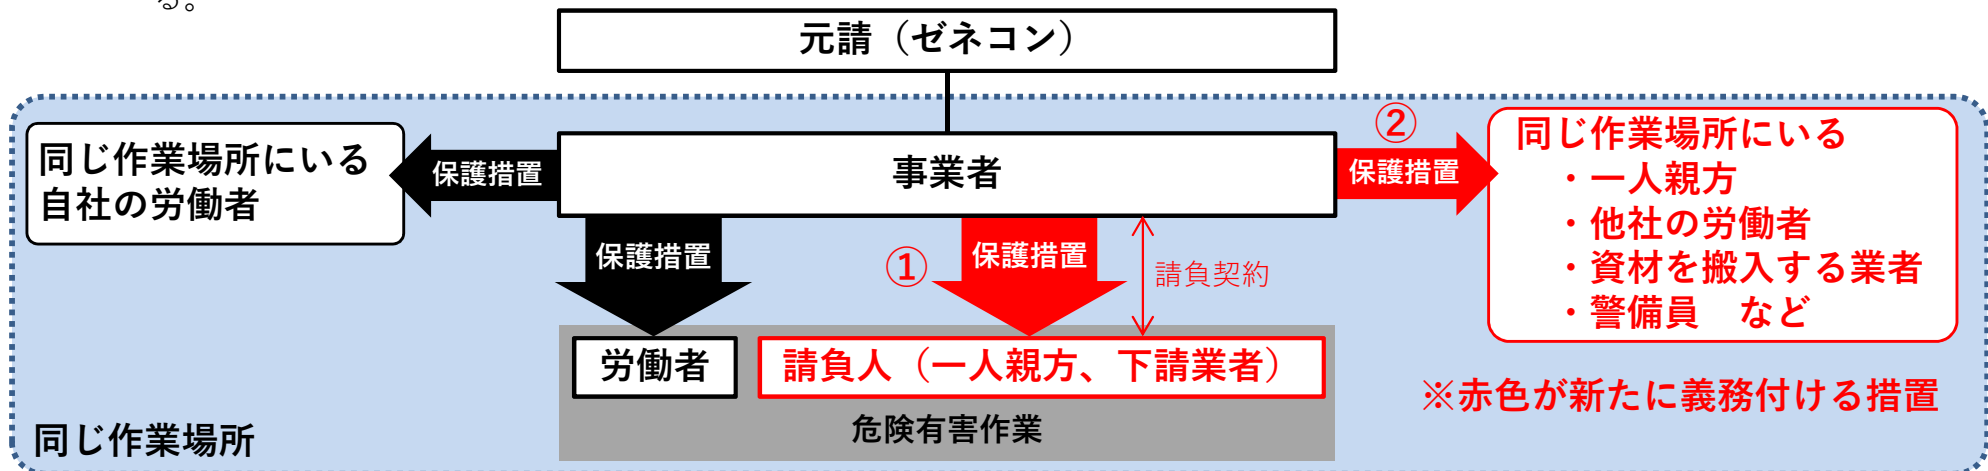 る。
元請（ゼネコン）
同じ作業場所にいる
自社の労働者
保護措置
事業者
②
保護措置
同じ作業場所にいる
・一人親方
・他社の労働者
・資材を搬入する業者
・警備員　など
保護措置
①
保護措置
請負契約
労働者
請負人（一人親方、下請業者）
危険有害作業
※赤色が新たに義務付ける措置
同じ作業場所